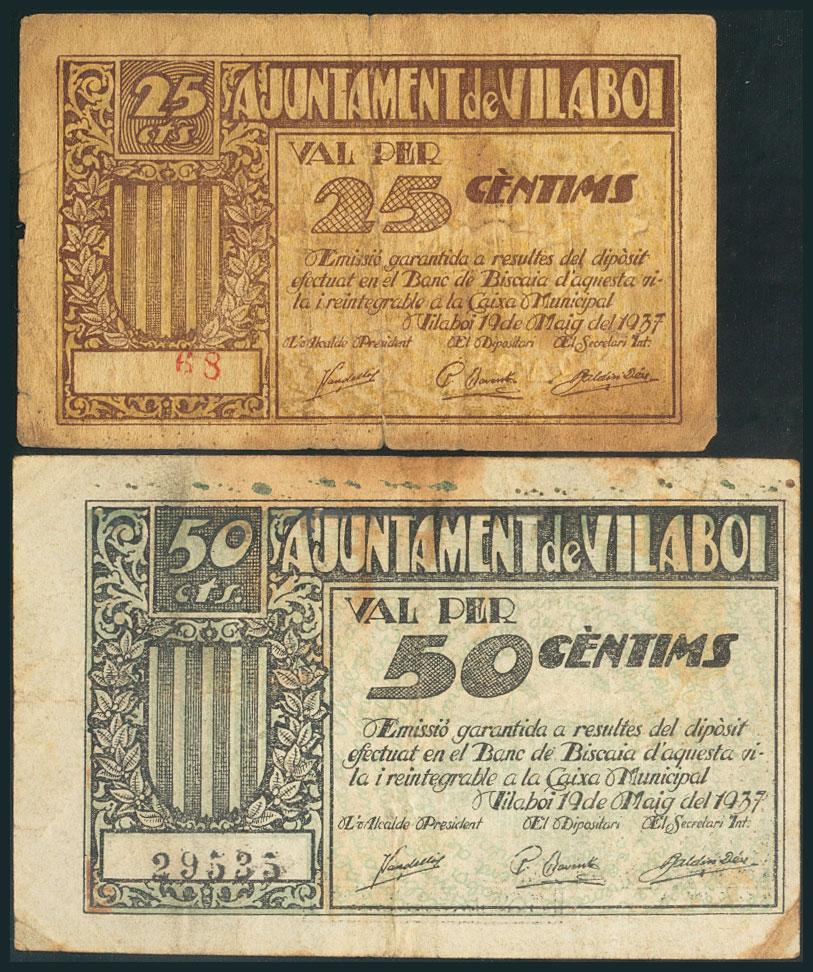 25
cts
AJUNTAMENT de VILABOI
VAL PER
25 CÈNTIMS
Emissió garantida a resultes del dipòsit
efectuat en el Banc de Biscaia d'aquesta vi-
la i reintegrable a la Caixa Municipal
Vilaboi 19 de Maig del 1937
L'Alcalde President El Dipositari El Secretari Int.
68
50
cts.
AJUNTAMENT de VILABOI
VAL PER
50 CÈNTIMS
Emissió garantida a resultes del dipòsit
efectuat en el Banc de Biscaia d'aquesta vi-
la i reintegrable a la Caixa Municipal
Vilaboi 19 de Maig del 1937
L'Alcalde President El Dipositari El Secretari Int.
29535